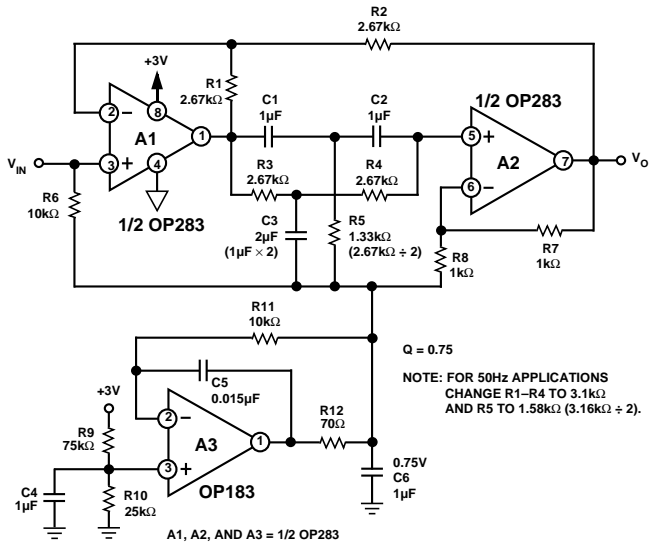 R2
2.67kΩ
+3V
R1
2.67kΩ
C1
1µF
C2
1µF
1/2 OP283
2
−
8
A1
1
5
+
A2
7
VO
VIN
3
+
4
6
−
R3
2.67kΩ
R4
2.67kΩ
R6
10kΩ
1/2 OP283
C3
2µF
(1µF × 2)
R5
1.33kΩ
(2.67kΩ ÷ 2)
R8
1kΩ
R7
1kΩ
R11
10kΩ
Q = 0.75
C5
0.015µF
NOTE: FOR 50Hz APPLICATIONS
CHANGE R1–R4 TO 3.1kΩ
AND R5 TO 1.58kΩ (3.16kΩ ÷ 2).
+3V
R9
75kΩ
2
−
A3
1
R12
70Ω
3
+
OP183
C4
1µF
R10
25kΩ
0.75V
C6
1µF
A1, A2, AND A3 = 1/2 OP283